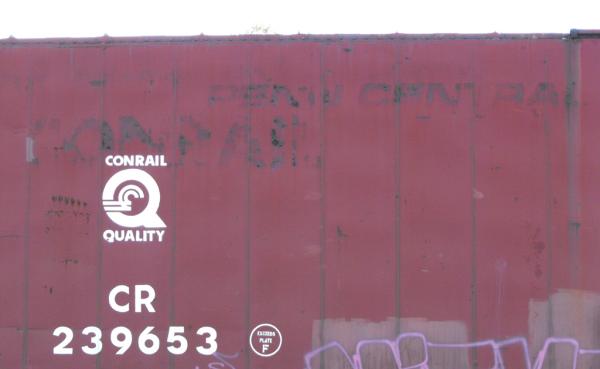 PENN CENTRAL
CONRAIL
CONRAIL
QUALITY
CR
239653
EXCEEDS
PLATE
F